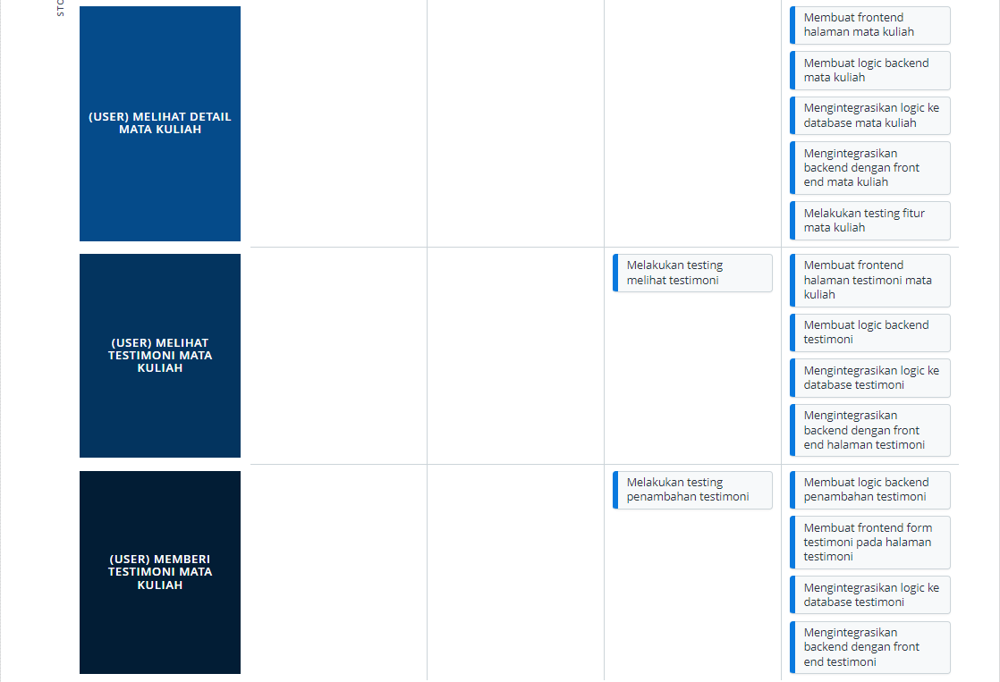 STO
(USER) MELIHAT DETAIL
MATA KULIAH
Membuat frontend
halaman mata kuliah
Membuat logic backend
mata kuliah
Mengintegrasikan logic ke
database mata kuliah
Mengintegrasikan
backend dengan front
end mata kuliah
Melakukan testing fitur
mata kuliah
(USER) MELIHAT
TESTIMONI MATA
KULIAH
Melakukan testing
melihat testimoni
Membuat frontend
halaman testimoni mata
kuliah
Membuat logic backend
testimoni
Mengintegrasikan logic ke
database testimoni
Mengintegrasikan
backend dengan front
end halaman testimoni
(USER) MEMBERI
TESTIMONI MATA
KULIAH
Melakukan testing
penambahan testimoni
Membuat logic backend
penambahan testimoni
Membuat frontend form
testimoni pada halaman
testimoni
Mengintegrasikan logic ke
database testimoni
Mengintegrasikan
backend dengan front
end testimoni